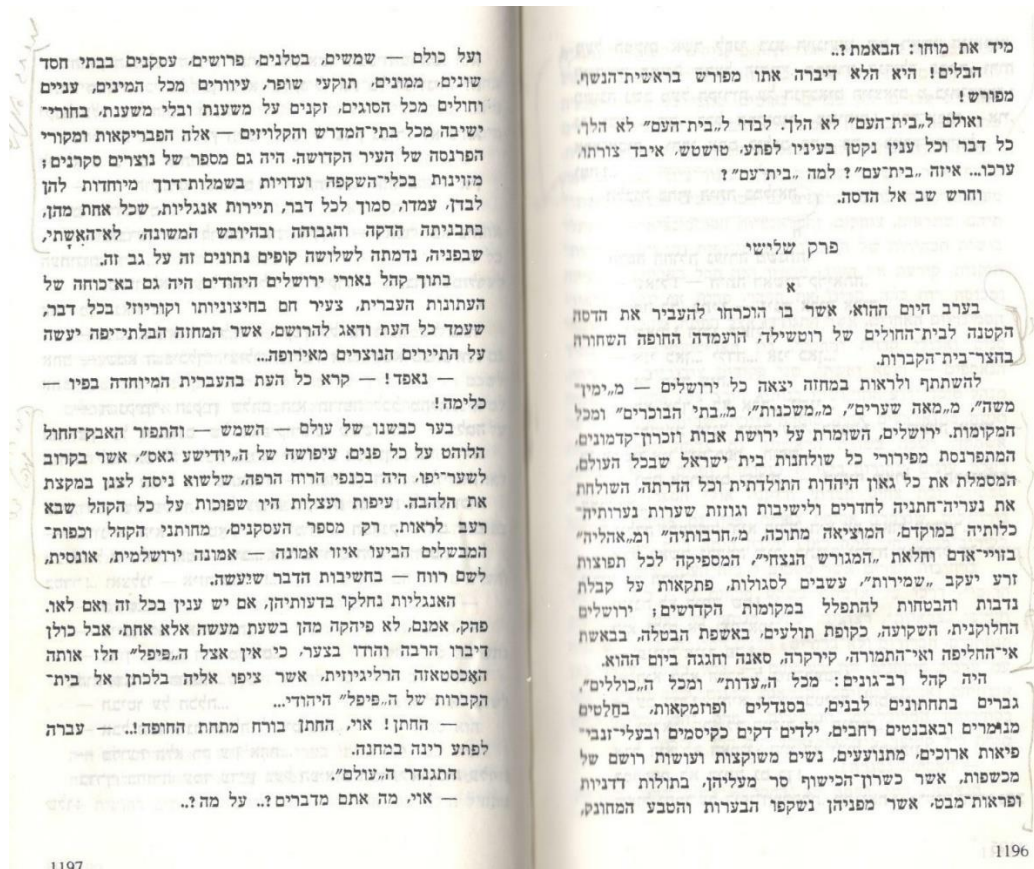 מיד את מוחו: הבאמת?..
הבלים! היא הלא דיברה אתו מפורש בראשית־הנשף,
מפורש!
ואולם ל„בית־העם” לא הלך. לבדו ל„בית־העם” לא הלך.
כל דבר וכל ענין נקטן בעיניו לפתע, טושטש, איבד צורתו,
ערכו... איזה „בית־עם”? למה „בית־עם”?
וחרש שב אל הדסה.
פרק שלישי
א
בערב היום ההוא, אשר בו הוכרחו להעביר את הדסה
הקטנה לבית־החולים של רוטשילד, הועמדה החופה השחורה
בחצר־בית־הקברות.
להשתתף ולראות במחזה יצאה כל ירושלים — מ„ימין־
משה”, מ„מאה שערים”, מ„משכנות”, מ„בתי הבוכרים” ומכל
המקומות. ירושלים, השומרת על ירושת אבות וזכרון־קדמונים,
המתפרנסת מפירורי כל שולחנות בית ישראל שבכל העולם,
המסמלת את כל גאון היהדות התולדתית וכל הדרתה, השולחת
את נעריה־חתניה לחדרים ולישיבות וגוזזת שערות נערותיה־
כלותיה במוקדם, המוציאה מתוכה, מ„חרבותיה” ומ„אהליה”
בזויי־אדם וחלאת „המגורש הנצחי”, המספיקה לכל תפוצות
זרע יעקב „שמירות”, עשבים לסגולות, פתקאות על קבלת
נדבות והבטחות להתפלל במקומות הקדושים; ירושלים
החלוקנית, השקועה, כקופת תולעים, באשפת הבטלה, בבאשת
אי־החליפה ואי־התמורה, קירקרה, סאנה וחגגה ביום ההוא.
היה קהל רב־גונים: מכל ה„עדות” ומכל ה„כוללים”,
גברים בתחתונים לבנים, בסנדלים ופוזמקאות, בחלטים
מנומרים ובאבנטים רחבים, ילדים דקים כקיסמים ובעלי־זנבי־
פיאות ארוכים, מתנועעים, נשים משוקצות ועושות רושם של
מכשפות, אשר כשרון־הכישוף סר מעליהן, בתולות דדניות
ופראות־מבט, אשר מפניהן נשקפו הבערות והטבע המחונק,
1196
ועל כולם — שמשים, בטלנים, פרושים, עסקנים בבתי חסד
שונים, ממונים, תוקעי שופר, עיוורים מכל המינים, עניים
וחולים מכל הסוגים, זקנים על משענת ובלי משענת, בחורי־
ישיבה מכל בתי־המדרש והקלויזים — אלה הפבריקאות ומקורי
הפרנסה של העיר הקדושה. היה גם מספר של נוצרים סקרנים;
מזוינות בכלי־השקפה ועדויות בשמלות־דרך מיוחדות להן
לבדן, עמדו, סמוך לכל דבר, תיירות אנגליות, שכל אחת מהן,
בתבניתה הדקה והגבוהה ובהיובש המשונה, לא־האשתי,
שבפניה, נדמתה לשלושה קופים נתונים זה על גב זה.
בתוך קהל נאורי ירושלים היהודים היה גם בא־כוחה של
העתונות העברית, צעיר חם בחיצוניותו וקוריוזי בכל דבר,
שעמד כל העת ודאג להרושם, אשר המחזה הבלתי־יפה יעשה
על התיירים הנוצרים מאירופה...
— נאפד! — קרא כל העת בהעברית המיוחדה בפיו —
כלימה!
בער כבשנו של עולם — השמש — והתפזר האבק־החול
הלוהט על כל פנים. עיפושה של ה„יודישע גאס”, אשר בקרוב
לשער־יפו, היה בכנפי הרוח הרפה, שלשוא ניסה לצנן במקצת
את הלהבה. עיפות ועצלות היו שפוכות על כל הקהל שבא
רעב לראות. רק מספר העסקנים, מחותני הקהל וכפות־
המבשלים הביעו איזו אמונה — אמונה ירושלמית, אונסית,
לשם רווח — בחשיבות הדבר שיעשה.
האנגליות נחלקו בדעותיהן, אם יש ענין בכל זה ואם לאו.
פהק, אמנם, לא פיהקה מהן בשעת מעשה אלא אחת, אבל כולן
דיברו הרבה והודו בצער, כי אין אצל ה„פיפל” הלז אותה
האכסטאזה הרליגיוזית, אשר ציפו אליה בלכתן אל בית־
הקברות של ה„פיפל” היהודי...
— החתן! אוי, החתן בורח מתחת החופה!.. — עברה
לפתע רינה במחנה.
התגנדר ה„עולם”.
— אוי, מה אתם מדברים?.. על מה?..
1197